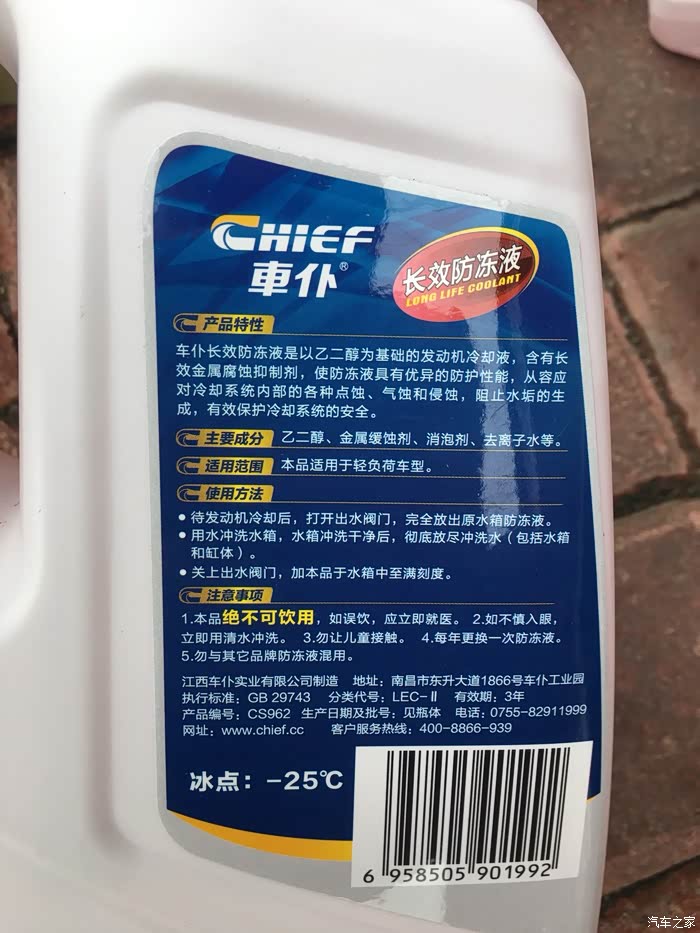 CHIEF
車仆®
长效防冻液
LONG LIFE COOLANT
产品特性
车仆长效防冻液是以乙二醇为基础的发动机冷却液，含有长
效金属腐蚀抑制剂，使防冻液具有优异的防护性能，从容应
对冷却系统内部的各种点蚀、气蚀和侵蚀，阻止水垢的生
成，有效保护冷却系统的安全。
主要成分 乙二醇、金属缓蚀剂、消泡剂、去离子水等。
适用范围 本品适用于轻负荷车型。
使用方法
• 待发动机冷却后，打开出水阀门，完全放出原水箱防冻液。
• 用水冲洗水箱，水箱冲洗干净后，彻底放尽冲洗水（包括水箱
和缸体）。
• 关上出水阀门，加本品于水箱中至满刻度。
注意事项
1.本品绝不可饮用，如误饮，应立即就医。 2.如不慎入眼，
立即用清水冲洗。 3.勿让儿童接触。 4.每年更换一次防冻液。
5.勿与其它品牌防冻液混用。
江西车仆实业有限公司制造 地址：南昌市东升大道1866号车仆工业园
执行标准：GB 29743 分类代号：LEC-II 有效期：3年
产品编号：CS962 生产日期及批号：见瓶体 电话：0755-82911999
网址：www.chief.cc 客户服务热线：400-8866-939
冰点：-25℃
6 958505 901992
汽车之家